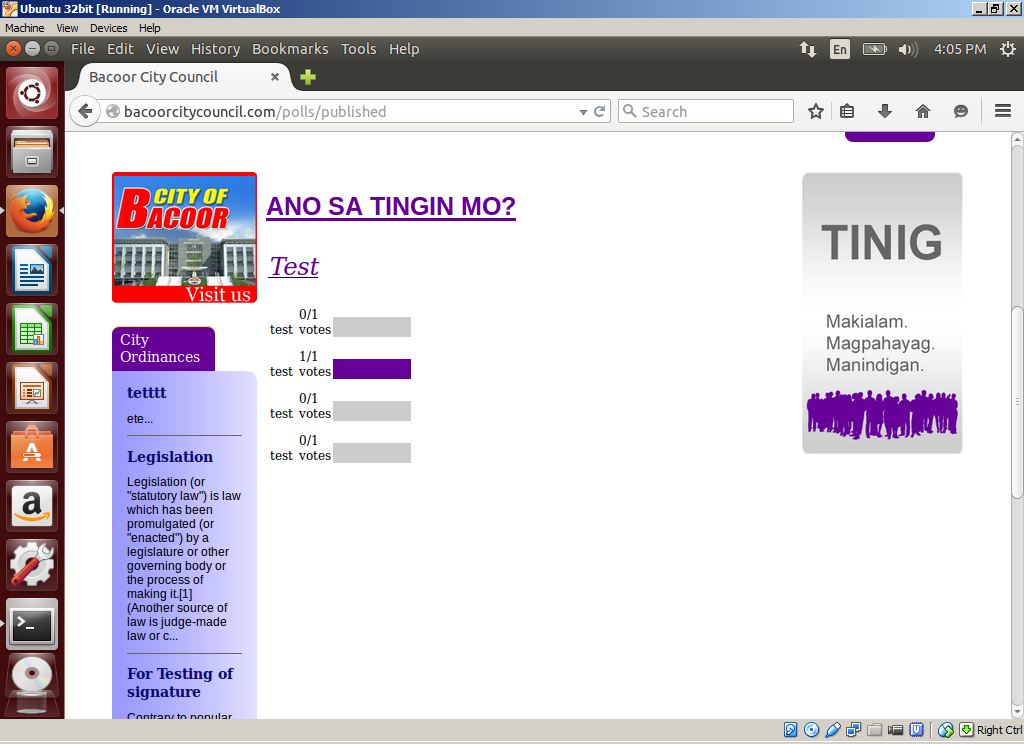 Ubuntu 32bit [Running] - Oracle VM VirtualBox
Machine View Devices Help
File Edit View History Bookmarks Tools Help
En
4:05 PM
Bacoor City Council
bacoorcitycouncil.com/polls/published
Search
CITY OF
BACOOR
Visit us
City
Ordinances
tetttt
ete...
Legislation
Legislation (or
"statutory law") is law
which has been
promulgated (or
"enacted") by a
legislature or other
governing body or
the process of
making it.[1]
(Another source of
law is judge-made
law or c...
For Testing of
signature
Contrary to popular
ANO SA TINGIN MO?
Test
0/1
test votes
1/1
test votes
0/1
test votes
0/1
test votes
TINIG
Makialam.
Magpahayag.
Manindigan.
Right Ctrl